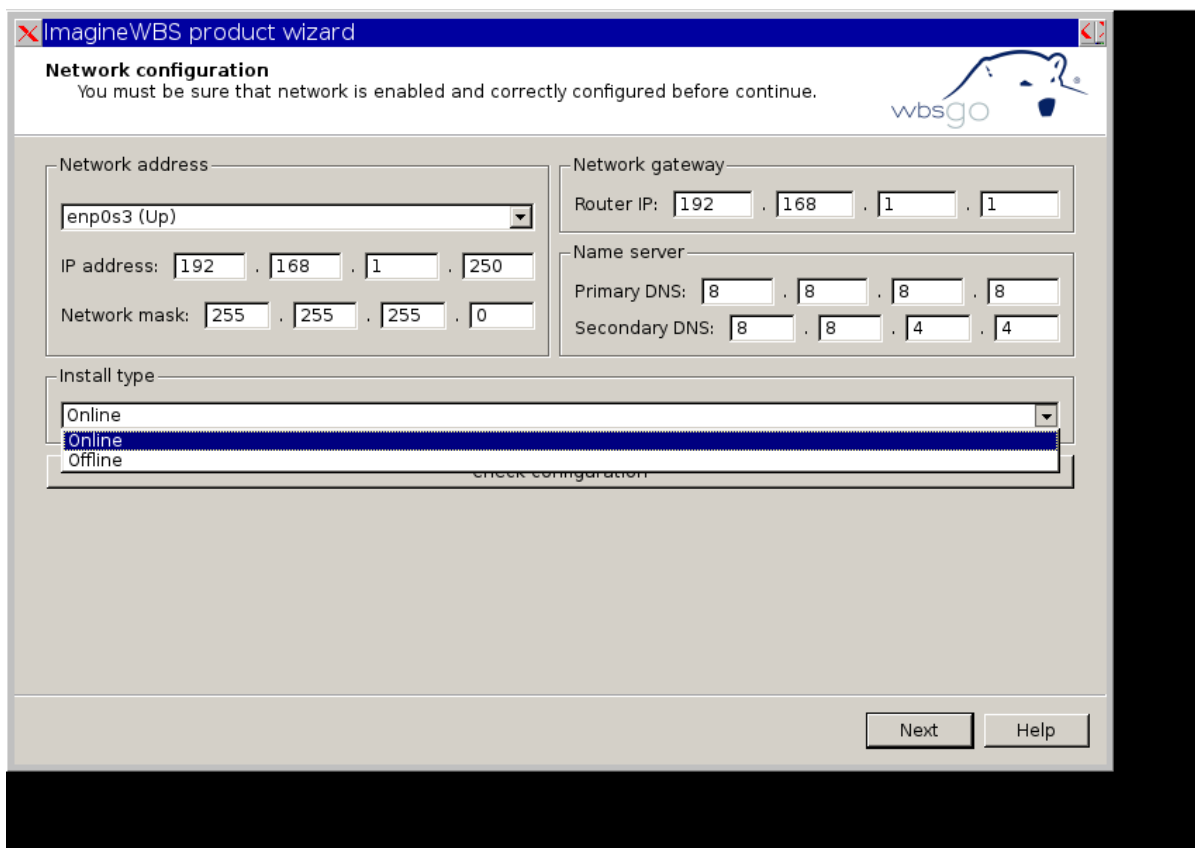 ImagineWBS product wizard
Network configuration
You must be sure that network is enabled and correctly configured before continue.
wbsgo
Network address
enp0s3 (Up)
IP address: 192 . 168 . 1 . 250
Network mask: 255 . 255 . 255 . 0
Network gateway
Router IP: 192 . 168 . 1 . 1
Name server
Primary DNS: 8 . 8 . 8 . 8
Secondary DNS: 8 . 8 . 4 . 4
Install type
Online
Online
Offline
Check configuration
Next Help